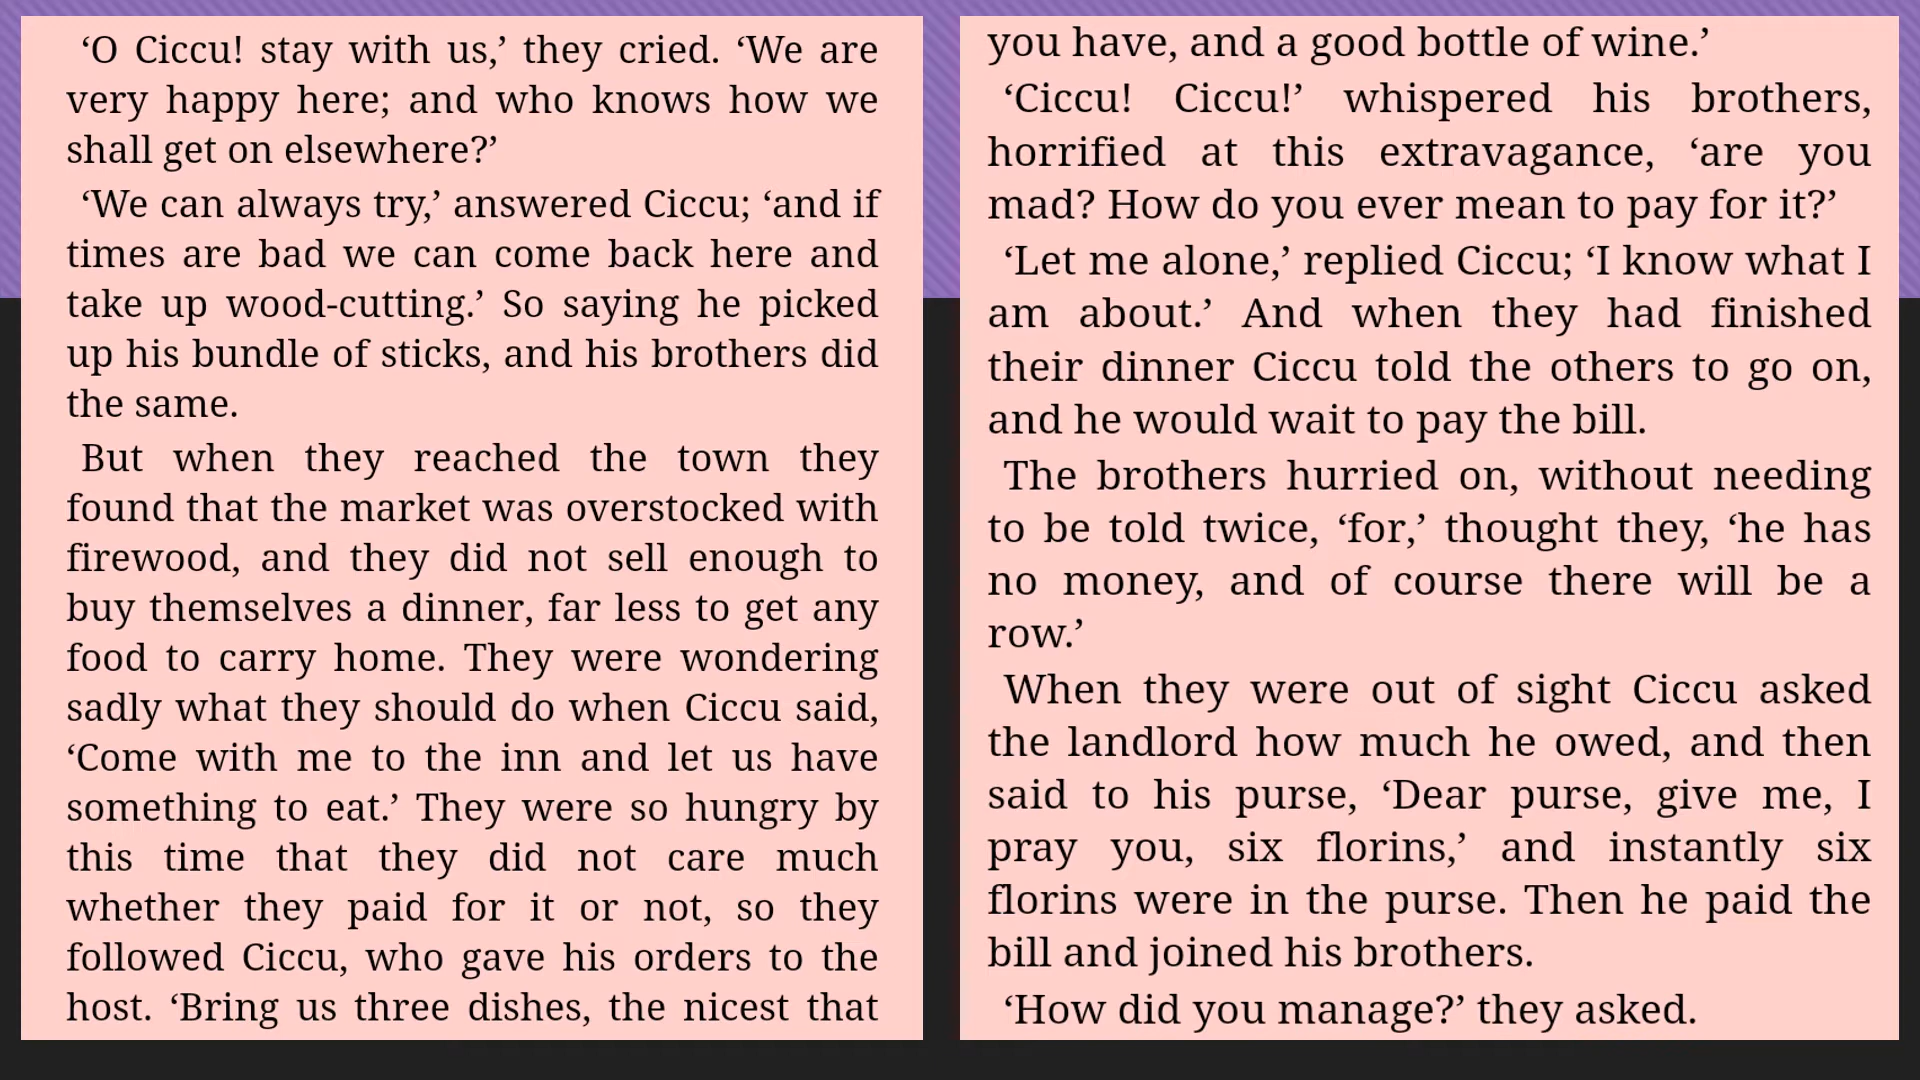 ‘O Ciccu! stay with us,’ they cried. ‘We are
very happy here; and who knows how we
shall get on elsewhere?’
‘We can always try,’ answered Ciccu; ‘and if
times are bad we can come back here and
take up wood-cutting.’ So saying he picked
up his bundle of sticks, and his brothers did
the same.
But when they reached the town they
found that the market was overstocked with
firewood, and they did not sell enough to
buy themselves a dinner, far less to get any
food to carry home. They were wondering
sadly what they should do when Ciccu said,
‘Come with me to the inn and let us have
something to eat.’ They were so hungry by
this time that they did not care much
whether they paid for it or not, so they
followed Ciccu, who gave his orders to the
host. ‘Bring us three dishes, the nicest that
you have, and a good bottle of wine.’
‘Ciccu! Ciccu!’ whispered his brothers,
horrified at this extravagance, ‘are you
mad? How do you ever mean to pay for it?’
‘Let me alone,’ replied Ciccu; ‘I know what I
am about.’ And when they had finished
their dinner Ciccu told the others to go on,
and he would wait to pay the bill.
The brothers hurried on, without needing
to be told twice, ‘for,’ thought they, ‘he has
no money, and of course there will be a
row.’
When they were out of sight Ciccu asked
the landlord how much he owed, and then
said to his purse, ‘Dear purse, give me, I
pray you, six florins,’ and instantly six
florins were in the purse. Then he paid the
bill and joined his brothers.
‘How did you manage?’ they asked.